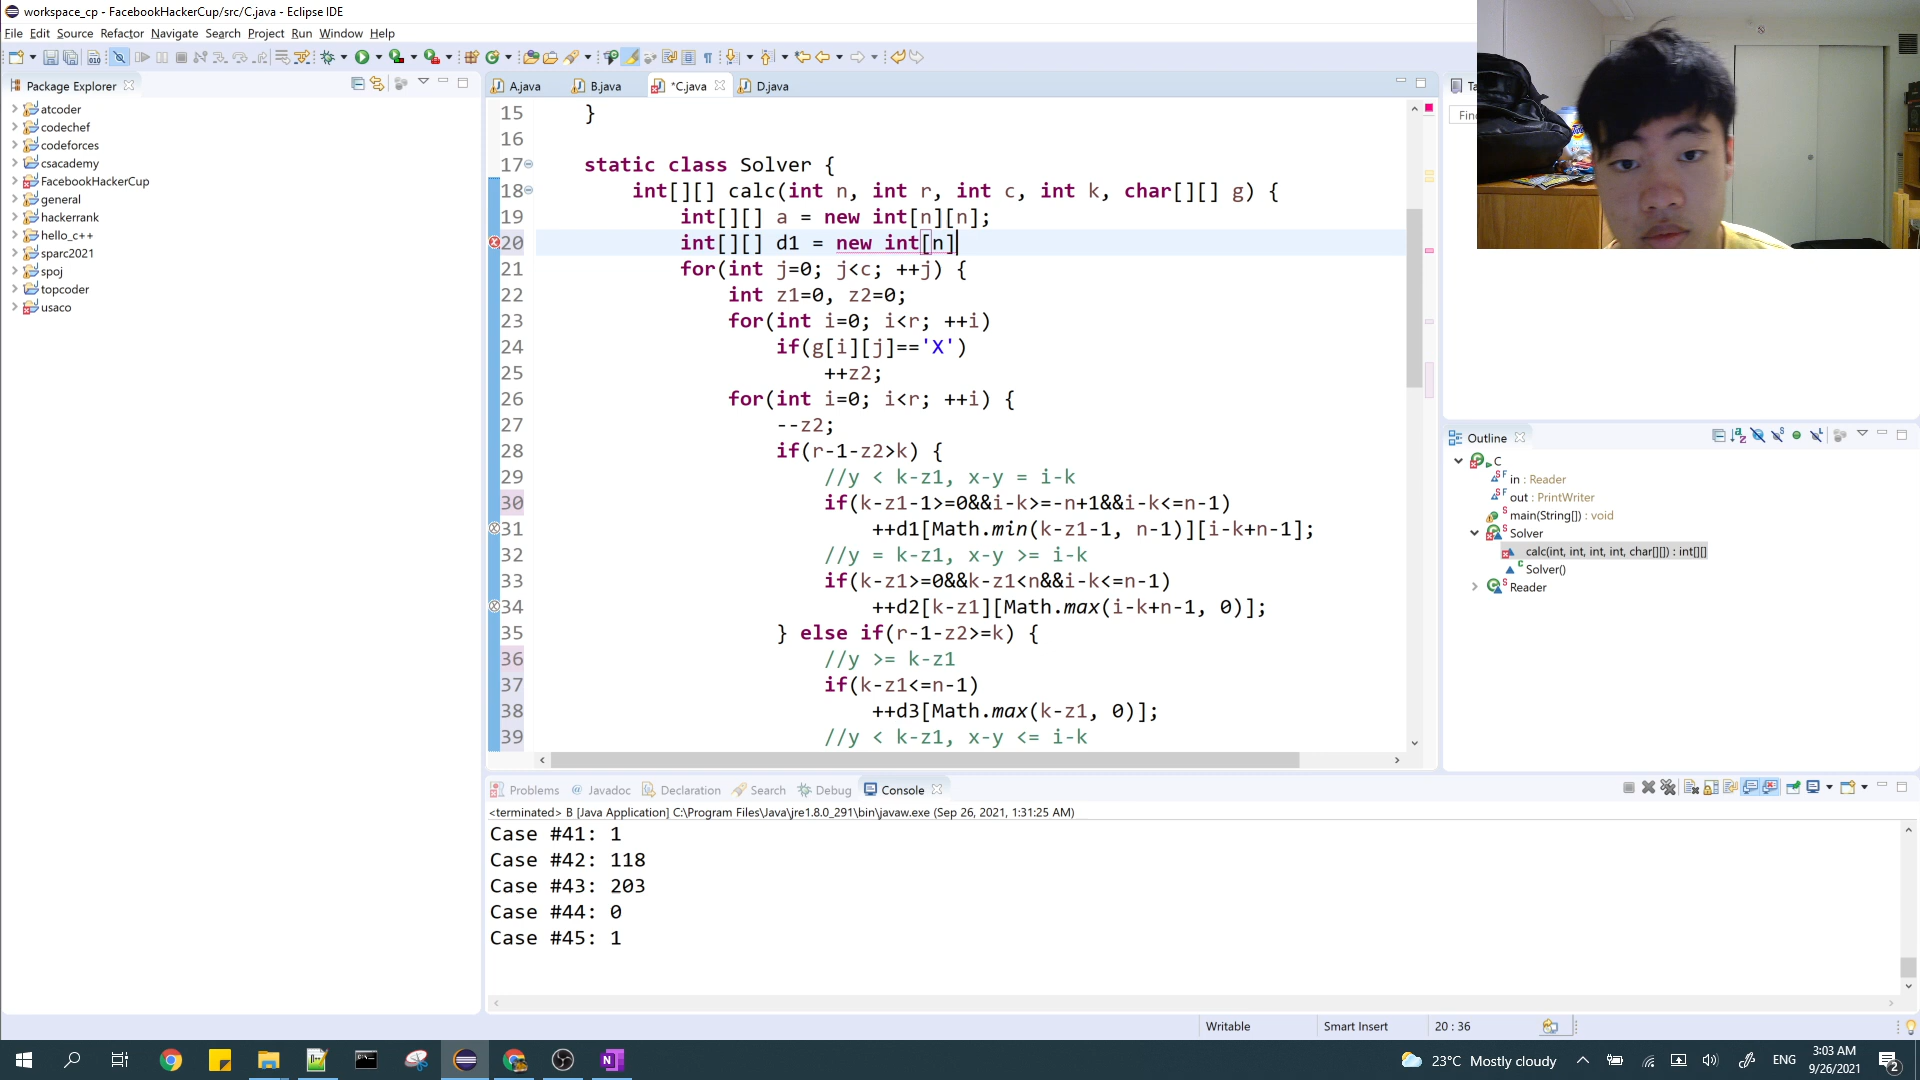 workspace_cp - FacebookHackerCup/src/C.java - Eclipse IDE
File Edit Source Refactor Navigate Search Project Run Window Help
Package Explorer
atcoder
codechef
codeforces
csacademy
FacebookHackerCup
general
hackerrank
hello_c++
sparc2021
spoj
topcoder
usaco
A.java B.java *C.java D.java
15 }
16
17 static class Solver {
18 int[][] calc(int n, int r, int c, int k, char[][] g) {
19 int[][] a = new int[n][n];
20 int[][] d1 = new int[n]
21 for(int j=0; j<c; ++j) {
22 int z1=0, z2=0;
23 for(int i=0; i<r; ++i)
24 if(g[i][j]=='X')
25 ++z2;
26 for(int i=0; i<r; ++i) {
27 --z2;
28 if(r-1-z2>k) {
29 //y < k-z1, x-y = i-k
30 if(k-z1-1>=0&&i-k>=-n+1&&i-k<=n-1)
31 ++d1[Math.min(k-z1-1, n-1)][i-k+n-1];
32 //y = k-z1, x-y >= i-k
33 if(k-z1>=0&&k-z1<n&&i-k<=n-1)
34 ++d2[k-z1][Math.max(i-k+n-1, 0)];
35 } else if(r-1-z2>=k) {
36 //y >= k-z1
37 if(k-z1<=n-1)
38 ++d3[Math.max(k-z1, 0)];
39 //y < k-z1, x-y <= i-k
Ta
Fin
Outline
C
in : Reader
out : PrintWriter
main(String[]) : void
Solver
calc(int, int, int, int, char[][]) : int[][]
Solver()
Reader
Problems Javadoc Declaration Search Debug Console
<terminated> B [Java Application] C:\Program Files\Java\jre1.8.0_291\bin\javaw.exe (Sep 26, 2021, 1:31:25 AM)
Case #41: 1
Case #42: 118
Case #43: 203
Case #44: 0
Case #45: 1
Writable Smart Insert 20 : 36
23°C Mostly cloudy ENG 3:03 AM
9/26/2021
2